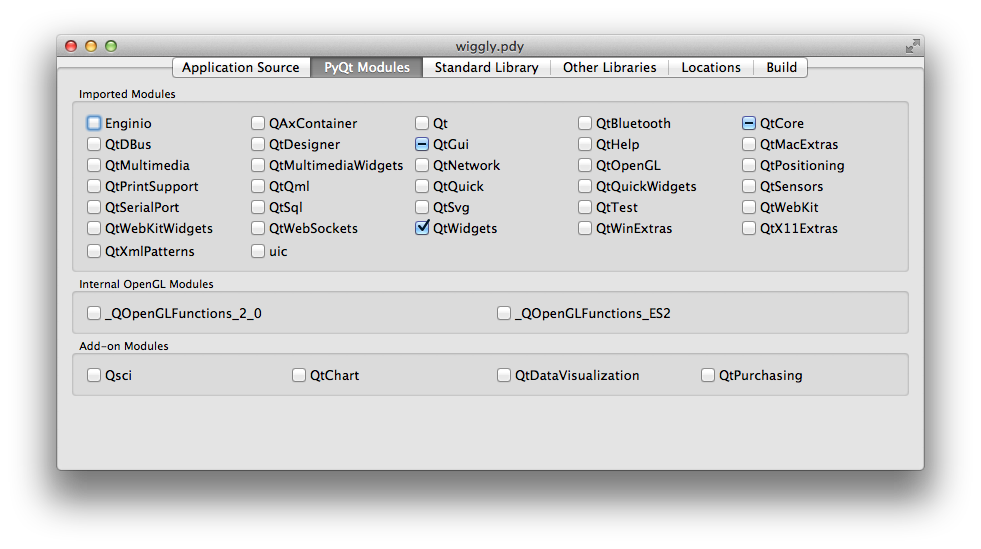 wiggly.pdy
Application Source PyQt Modules Standard Library Other Libraries Locations Build
Imported Modules
Enginio QAxContainer Qt QtBluetooth QtCore
QtDBus QtDesigner QtGui QtHelp QtMacExtras
QtMultimedia QtMultimediaWidgets QtNetwork QtOpenGL QtPositioning
QtPrintSupport QtQml QtQuick QtQuickWidgets QtSensors
QtSerialPort QtSql QtSvg QtTest QtWebKit
QtWebKitWidgets QtWebSockets QtWidgets QtWinExtras QtX11Extras
QtXmlPatterns uic
Internal OpenGL Modules
_QOpenGLFunctions_2_0 _QOpenGLFunctions_ES2
Add-on Modules
Qsci QtChart QtDataVisualization QtPurchasing